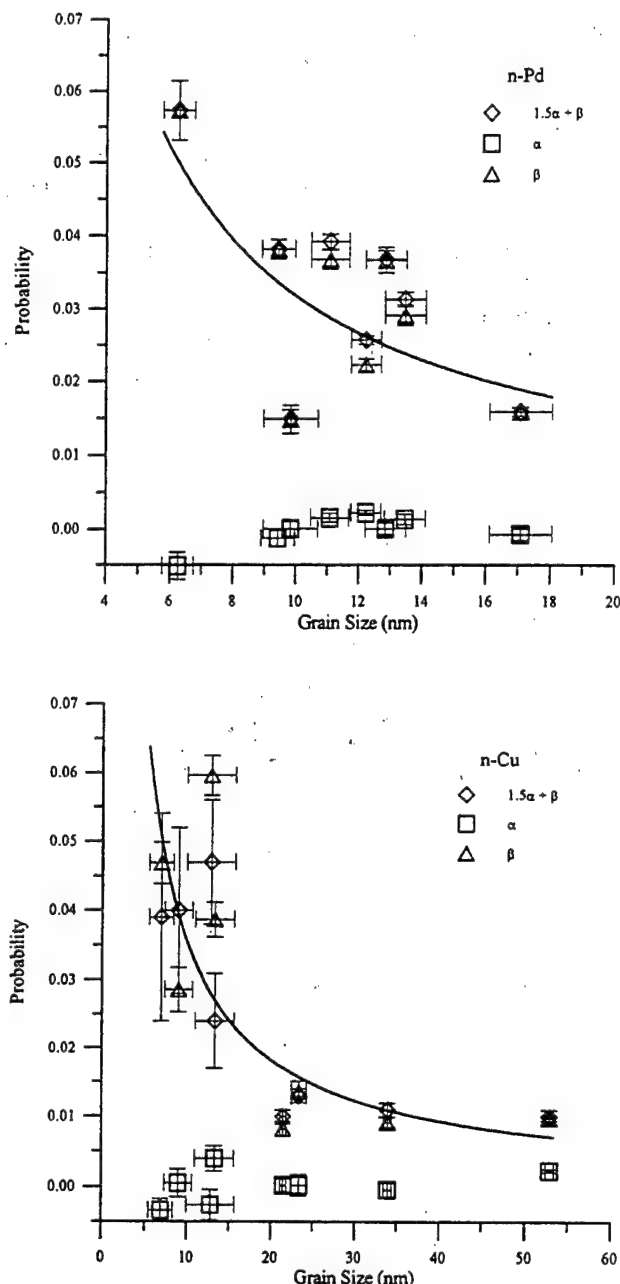 0.07
0.06
0.05
0.04
0.03
0.02
0.01
0.00
Probability
n-Pd
1.5α + β
α
β
4
6
8
10
12
14
16
18
20
Grain Size (nm)
0.07
0.06
0.05
0.04
0.03
0.02
0.01
0.00
Probability
n-Cu
1.5α + β
α
β
0
10
20
30
40
50
60
Grain Size (nm)